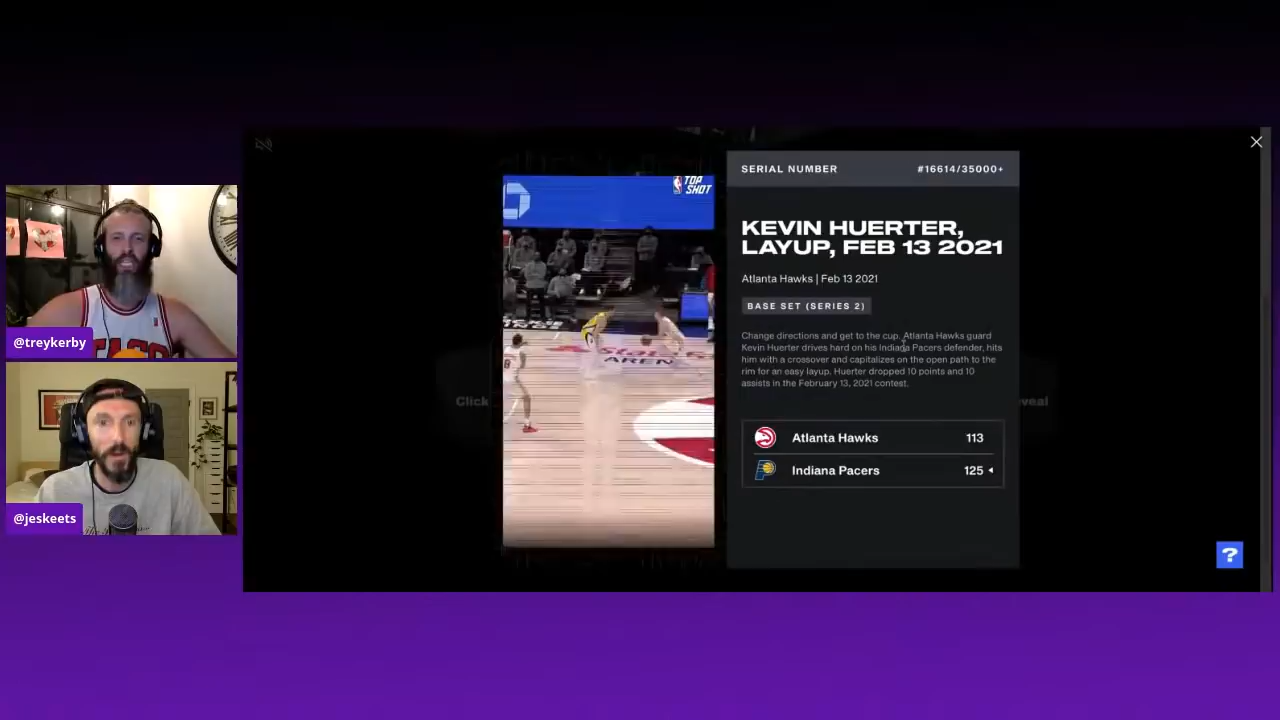 TOP
SHOT
SERIAL NUMBER #16614/35000+
KEVIN HUERTER,
LAYUP, FEB 13 2021
Atlanta Hawks | Feb 13 2021
BASE SET (SERIES 2)
Change directions and get to the cup. Atlanta Hawks guard
Kevin Huerter drives hard on his Indiana Pacers defender, hits
him with a crossover and capitalizes on the open path to the
rim for an easy layup. Huerter dropped 10 points and 10
assists in the February 13, 2021 contest.
Atlanta Hawks 113
Indiana Pacers 125
@treykerby
@jeskeets
Click
AREN
?